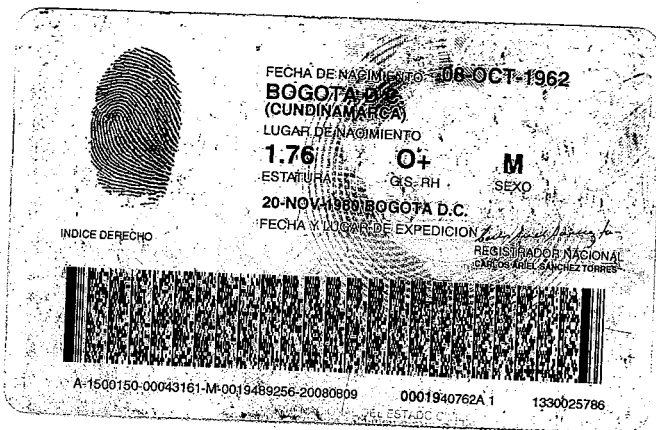 FECHA DE NACIMIENTO 08-OCT-1962
BOGOTA D.C.
(CUNDINAMARCA)
LUGAR DE NACIMIENTO
1.76 O+ M
ESTATURA G.S. RH SEXO
20-NOV-1980 BOGOTA D.C.
FECHA Y LUGAR DE EXPEDICION
INDICE DERECHO
REGISTRADOR NACIONAL
CARLOS ARIEL SANCHEZ TORRES
A-1500150-00043161-M-0019489256-20080809 0001940762A 1 1330025786
DEL ESTADO